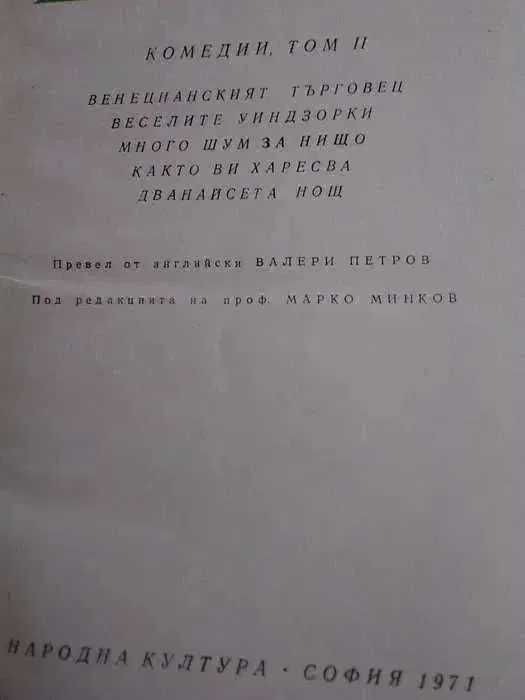 КОМЕДИИ, ТОМ II
ВЕНЕЦИАНСКИЯТ ТЪРГОВЕЦ
ВЕСЕЛИТЕ УИНДЗОРКИ
МНОГО ШУМ ЗА НИЩО
КАКТО ВИ ХАРЕСВА
ДВАНАЙСЕТА НОЩ
Превел от английски ВАЛЕРИ ПЕТРОВ
Под редакцията на проф. МАРКО МИНКОВ
НАРОДНА КУЛТУРА · СОФИЯ 1971